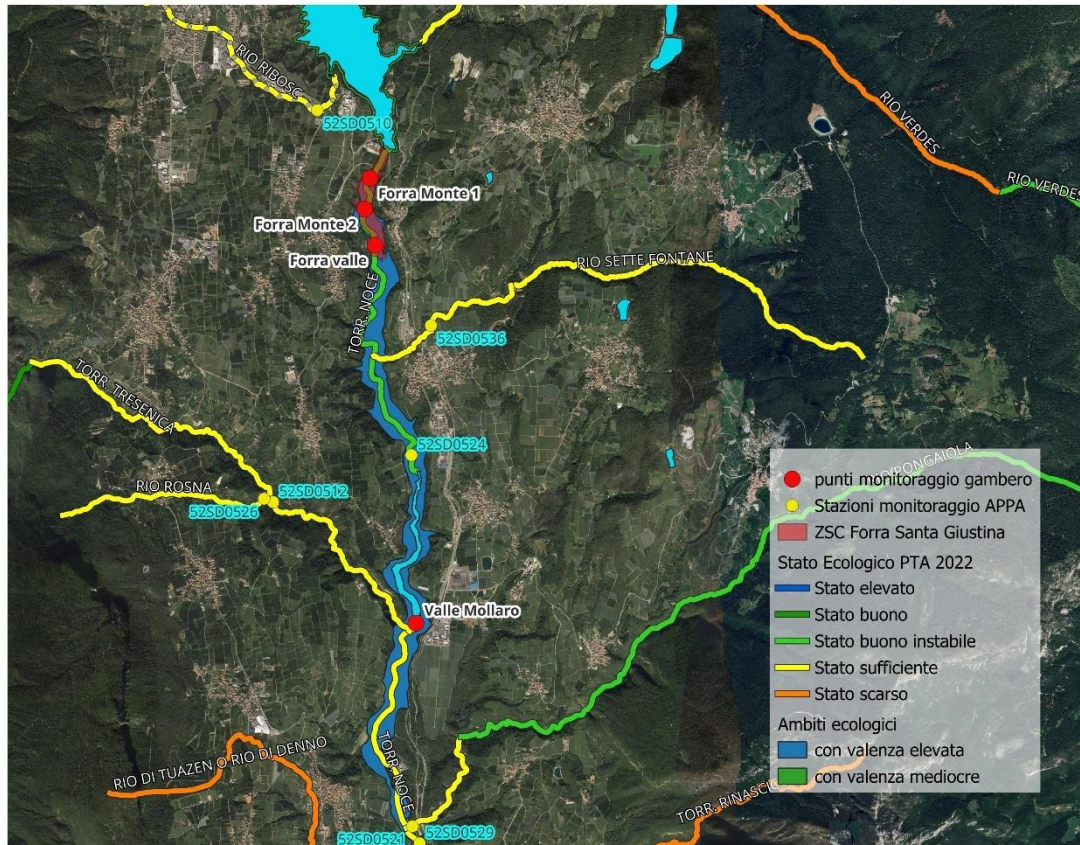 RIO RIBOSC
52SD0510
RIO VERDES
RIO VERDES
Forra Monte 1
Forra Monte 2
Forra valle
RIO SETTE FONTANE
TORR. NOCE
52SD0536
TORR. TRESENICA
52SD0524
RIO ROSNA
52SD0512
52SD0526
PONGAIOLA
Valle Mollaro
RIO DI TUAZEN O RIO DI DENNO
TORR. NOCE
52SD0529
52SD0521
punti monitoraggio gambero
Stazioni monitoraggio APPA
ZSC Forra Santa Giustina
Stato Ecologico PTA 2022
Stato elevato
Stato buono
Stato buono instabile
Stato sufficiente
Stato scarso
Ambiti ecologici
con valenza elevata
con valenza mediocre